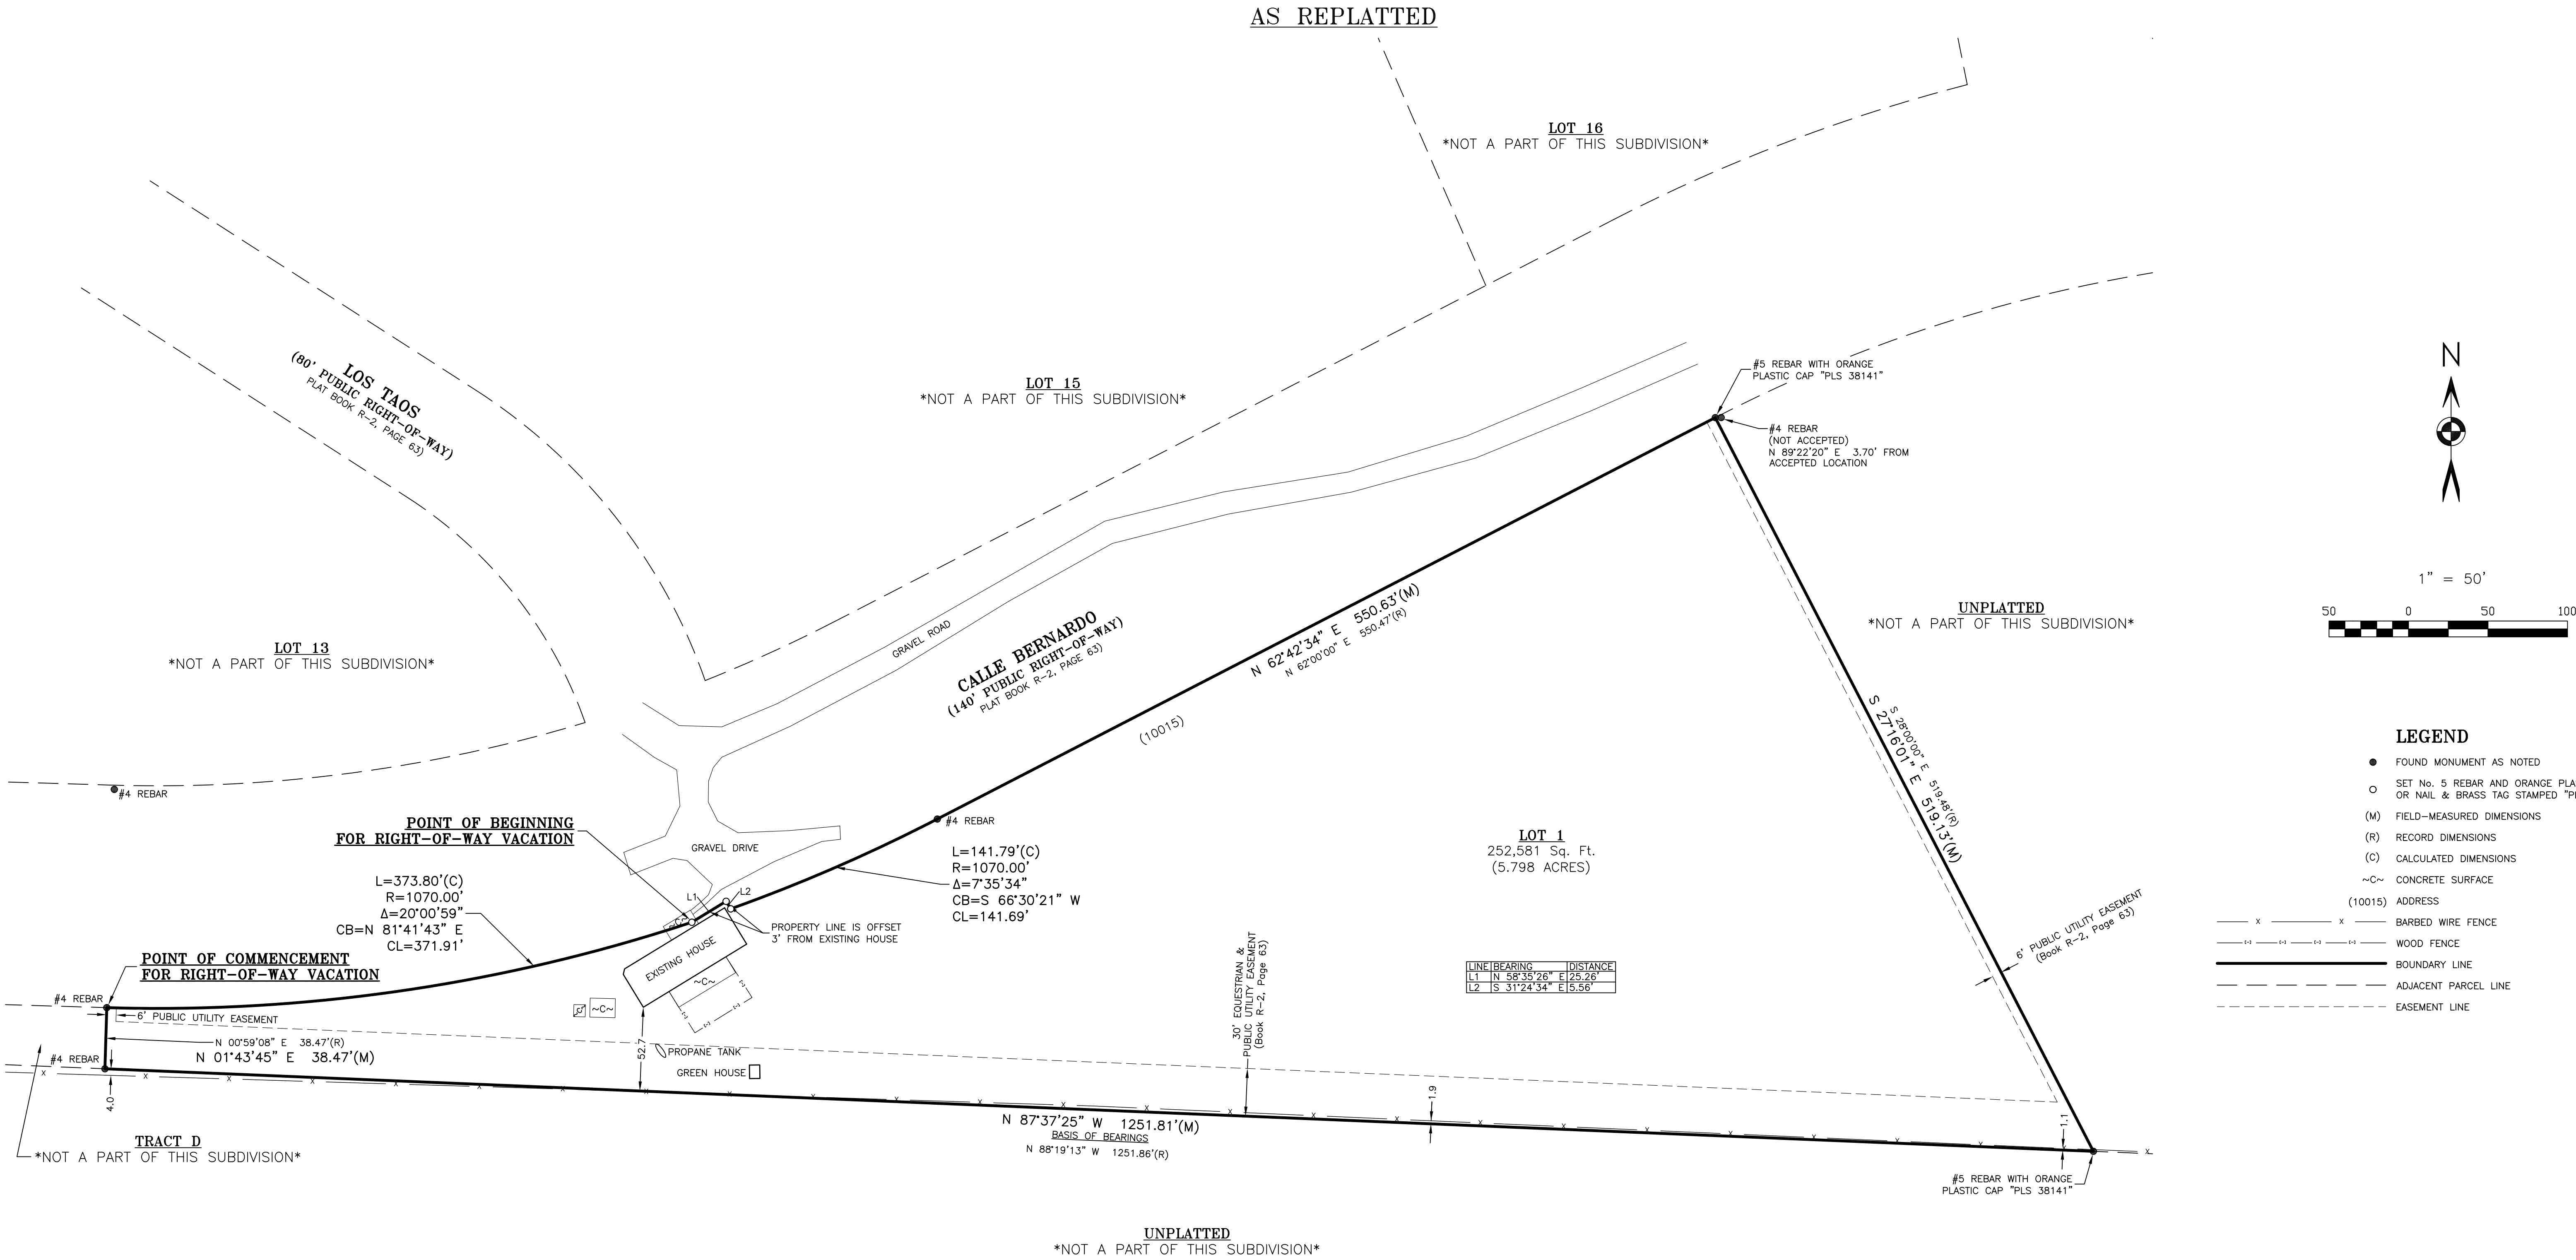 AS REPLATTED
LOT 16
*NOT A PART OF THIS SUBDIVISION*
LOS TAOS
(80' PUBLIC RIGHT-OF-WAY)
PLAT BOOK R-2, PAGE 63)
LOT 15
*NOT A PART OF THIS SUBDIVISION*
#5 REBAR WITH ORANGE
PLASTIC CAP "PLS 38141"
#4 REBAR
(NOT ACCEPTED)
N 89°22'20" E 3.70' FROM
ACCEPTED LOCATION
N
1" = 50'
50 0 50 100
UNPLATTED
*NOT A PART OF THIS SUBDIVISION*
LOT 13
*NOT A PART OF THIS SUBDIVISION*
GRAVEL ROAD
CALLE BERNARDO
(140' PUBLIC RIGHT-OF-WAY)
PLAT BOOK R-2, PAGE 63)
N 62°42'34" E 550.63'(M)
N 62°00'00" E 550.47'(R)
(10015)
S 28°00'00" E 519.48'(R)
S 27°16'01" E 519.13'(M)
#4 REBAR
POINT OF BEGINNING
FOR RIGHT-OF-WAY VACATION
#4 REBAR
GRAVEL DRIVE
L=141.79'(C)
R=1070.00'
Δ=7°35'34"
CB=S 66°30'21" W
CL=141.69'
LOT 1
252,581 Sq. Ft.
(5.798 ACRES)
L=373.80'(C)
R=1070.00'
Δ=20°00'59"
CB=N 81°41'43" E
CL=371.91'
L1
L2
~C~
PROPERTY LINE IS OFFSET
3' FROM EXISTING HOUSE
EXISTING HOUSE
~C~
~C~
POINT OF COMMENCEMENT
FOR RIGHT-OF-WAY VACATION
#4 REBAR
6' PUBLIC UTILITY EASEMENT
N 00°59'08" E 38.47'(R)
N 01°43'45" E 38.47'(M)
#4 REBAR
4.0
52.7
PROPANE TANK
GREEN HOUSE
30' EQUESTRIAN &
PUBLIC UTILITY EASEMENT
(Book R-2, Page 63)
LINE BEARING DISTANCE
L1 N 58°35'26" E 25.26'
L2 S 31°24'34" E 5.56'
6' PUBLIC UTILITY EASEMENT
(Book R-2, Page 63)
1.9
1.1
N 87°37'25" W 1251.81'(M)
BASIS OF BEARINGS
N 88°19'13" W 1251.86'(R)
TRACT D
*NOT A PART OF THIS SUBDIVISION*
#5 REBAR WITH ORANGE
PLASTIC CAP "PLS 38141"
UNPLATTED
*NOT A PART OF THIS SUBDIVISION*
LEGEND
FOUND MONUMENT AS NOTED
SET No. 5 REBAR AND ORANGE PLA
OR NAIL & BRASS TAG STAMPED "P
(M) FIELD-MEASURED DIMENSIONS
(R) RECORD DIMENSIONS
(C) CALCULATED DIMENSIONS
~C~ CONCRETE SURFACE
(10015) ADDRESS
BARBED WIRE FENCE
WOOD FENCE
BOUNDARY LINE
ADJACENT PARCEL LINE
EASEMENT LINE